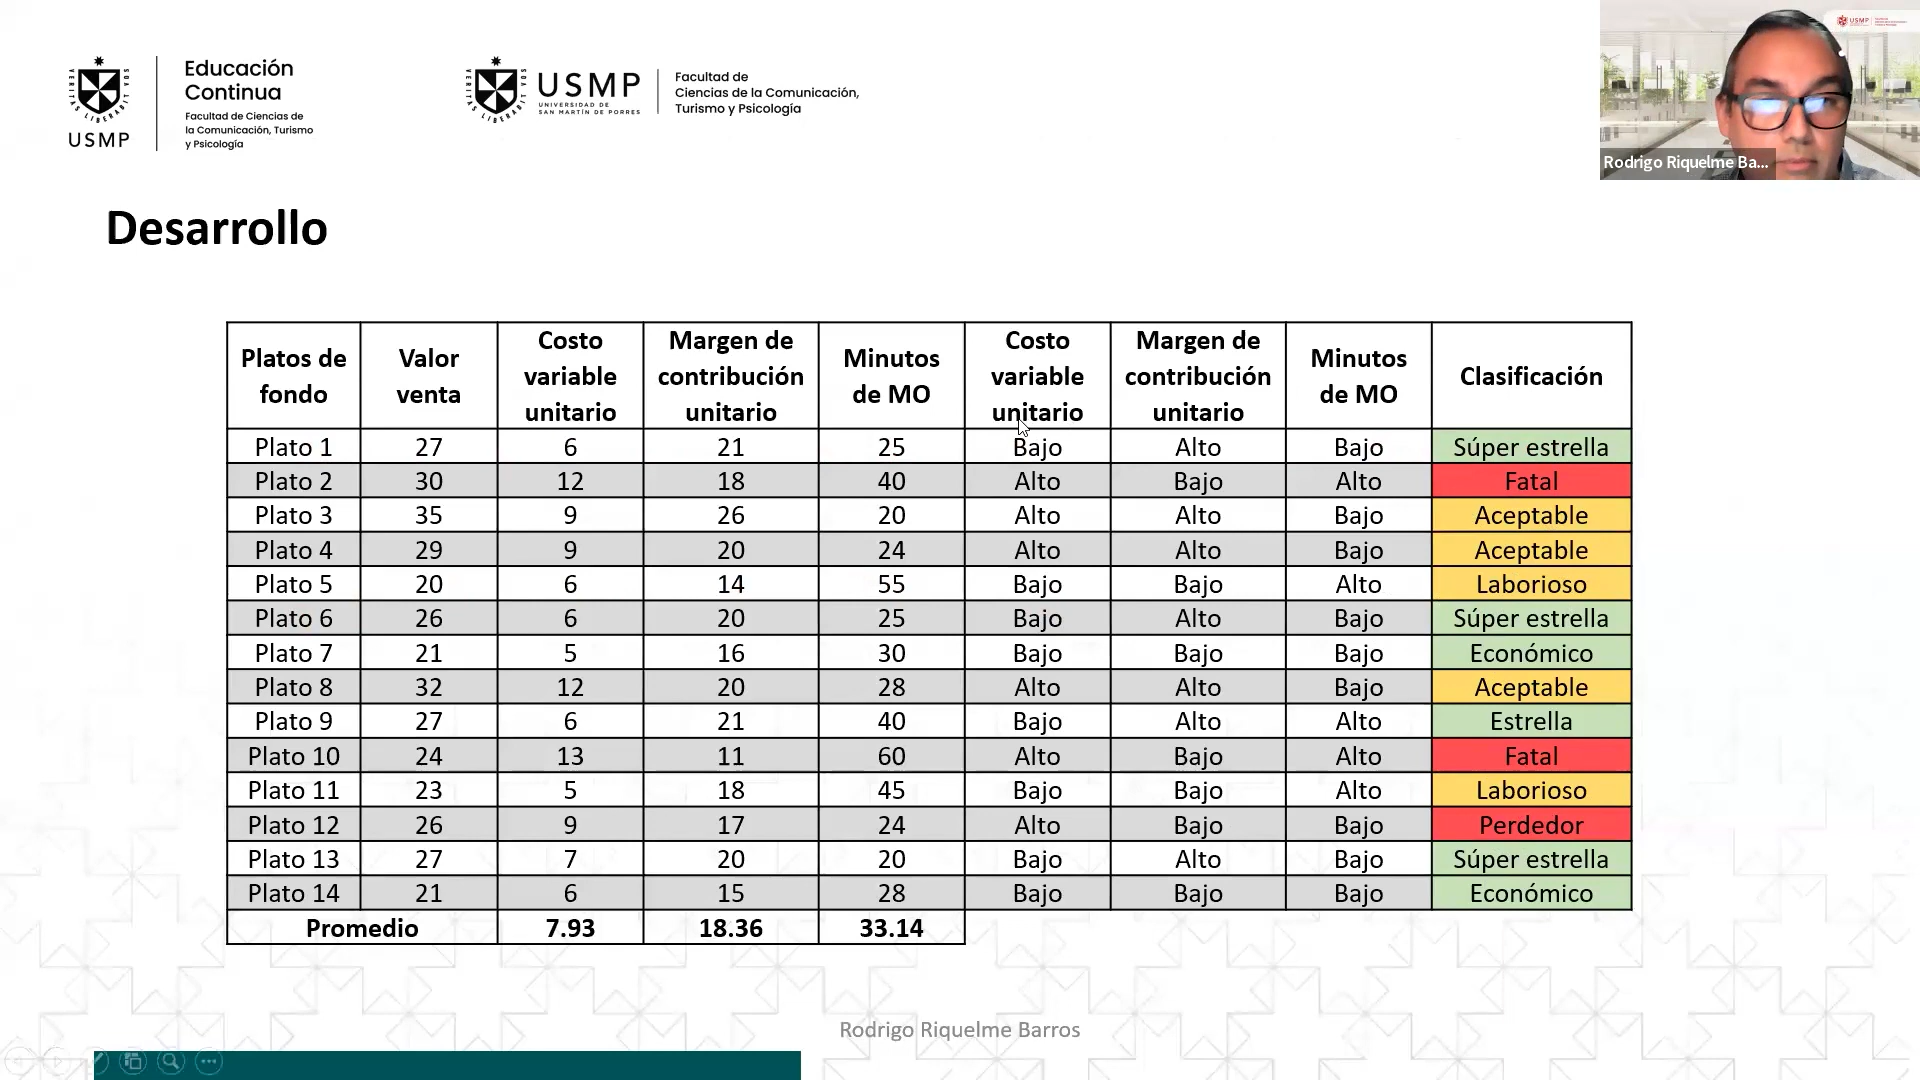 Educación
Continua
Facultad de Ciencias de
la Comunicación, Turismo
y Psicología
USMP
VERITAS LIBERABIT VOS
USMP
UNIVERSIDAD DE
SAN MARTÍN DE PORRES
Facultad de
Ciencias de la Comunicación,
Turismo y Psicología
USMP
Rodrigo Riquelme Ba...
Desarrollo
Platos de fondo Valor venta Costo variable unitario Margen de contribución unitario Minutos de MO Costo variable unitario Margen de contribución unitario Minutos de MO Clasificación
Plato 1 27 6 21 25 Bajo Alto Bajo Súper estrella
Plato 2 30 12 18 40 Alto Bajo Alto Fatal
Plato 3 35 9 26 20 Alto Alto Bajo Aceptable
Plato 4 29 9 20 24 Alto Alto Bajo Aceptable
Plato 5 20 6 14 55 Bajo Bajo Alto Laborioso
Plato 6 26 6 20 25 Bajo Alto Bajo Súper estrella
Plato 7 21 5 16 30 Bajo Bajo Bajo Económico
Plato 8 32 12 20 28 Alto Alto Bajo Aceptable
Plato 9 27 6 21 40 Bajo Alto Alto Estrella
Plato 10 24 13 11 60 Alto Bajo Alto Fatal
Plato 11 23 5 18 45 Bajo Bajo Alto Laborioso
Plato 12 26 9 17 24 Alto Bajo Bajo Perdedor
Plato 13 27 7 20 20 Bajo Alto Bajo Súper estrella
Plato 14 21 6 15 28 Bajo Bajo Bajo Económico
Promedio 7.93 18.36 33.14
Rodrigo Riquelme Barros